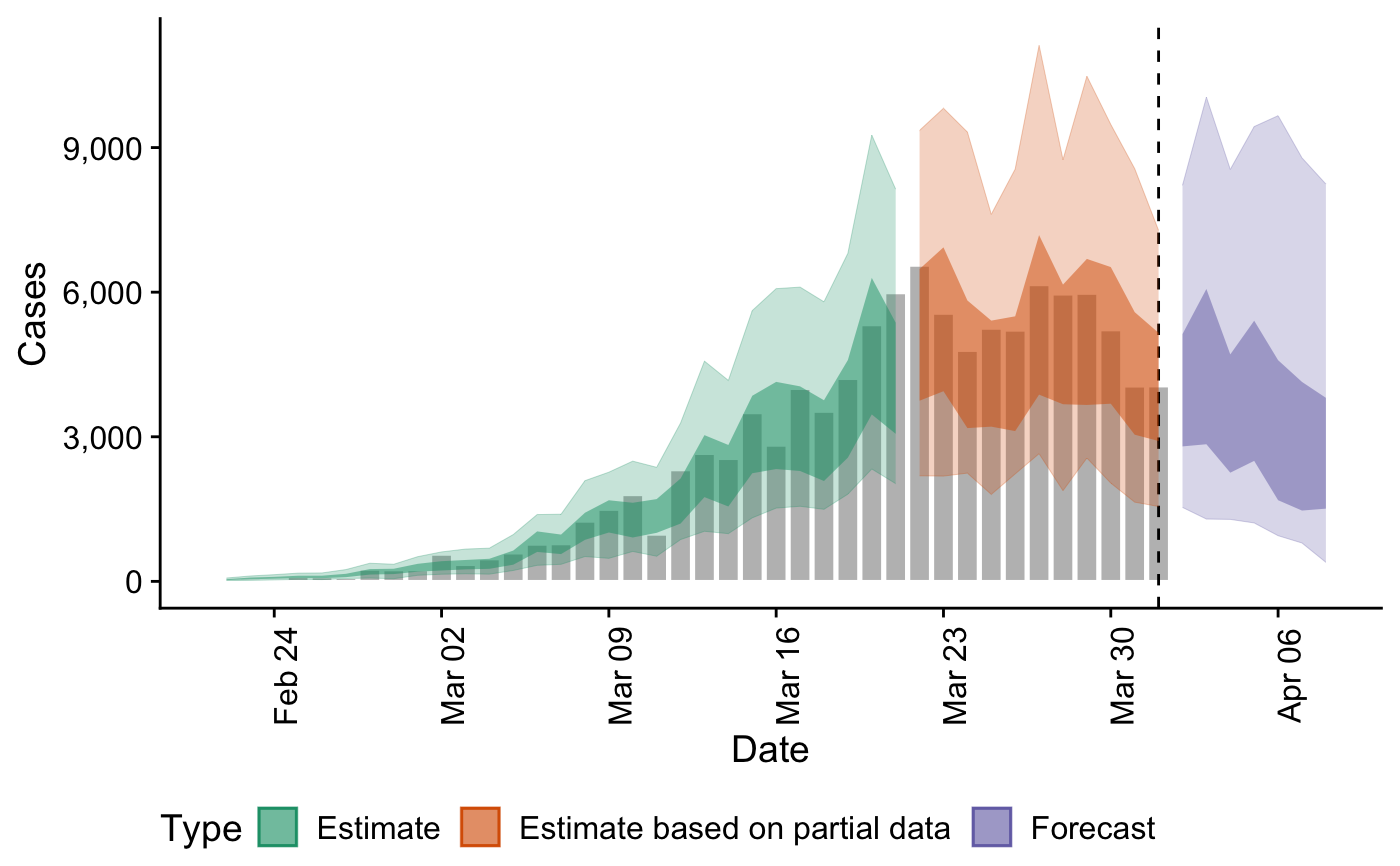 Cases
9,000
6,000
3,000
0
Feb 24
Mar 02
Mar 09
Mar 16
Mar 23
Mar 30
Apr 06
Date
Type Estimate Estimate based on partial data Forecast